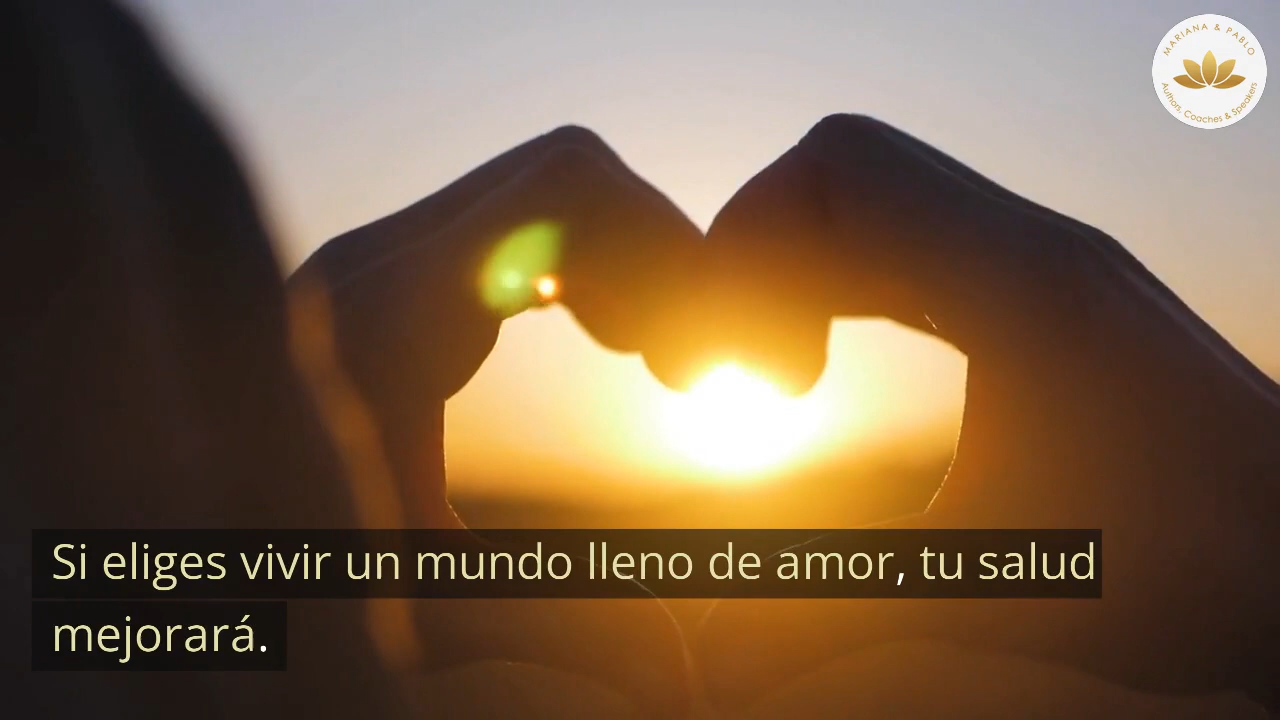 MARIANA & PABLO
Authors, Coaches & Speakers
Si eliges vivir un mundo lleno de amor, tu salud
mejorará.